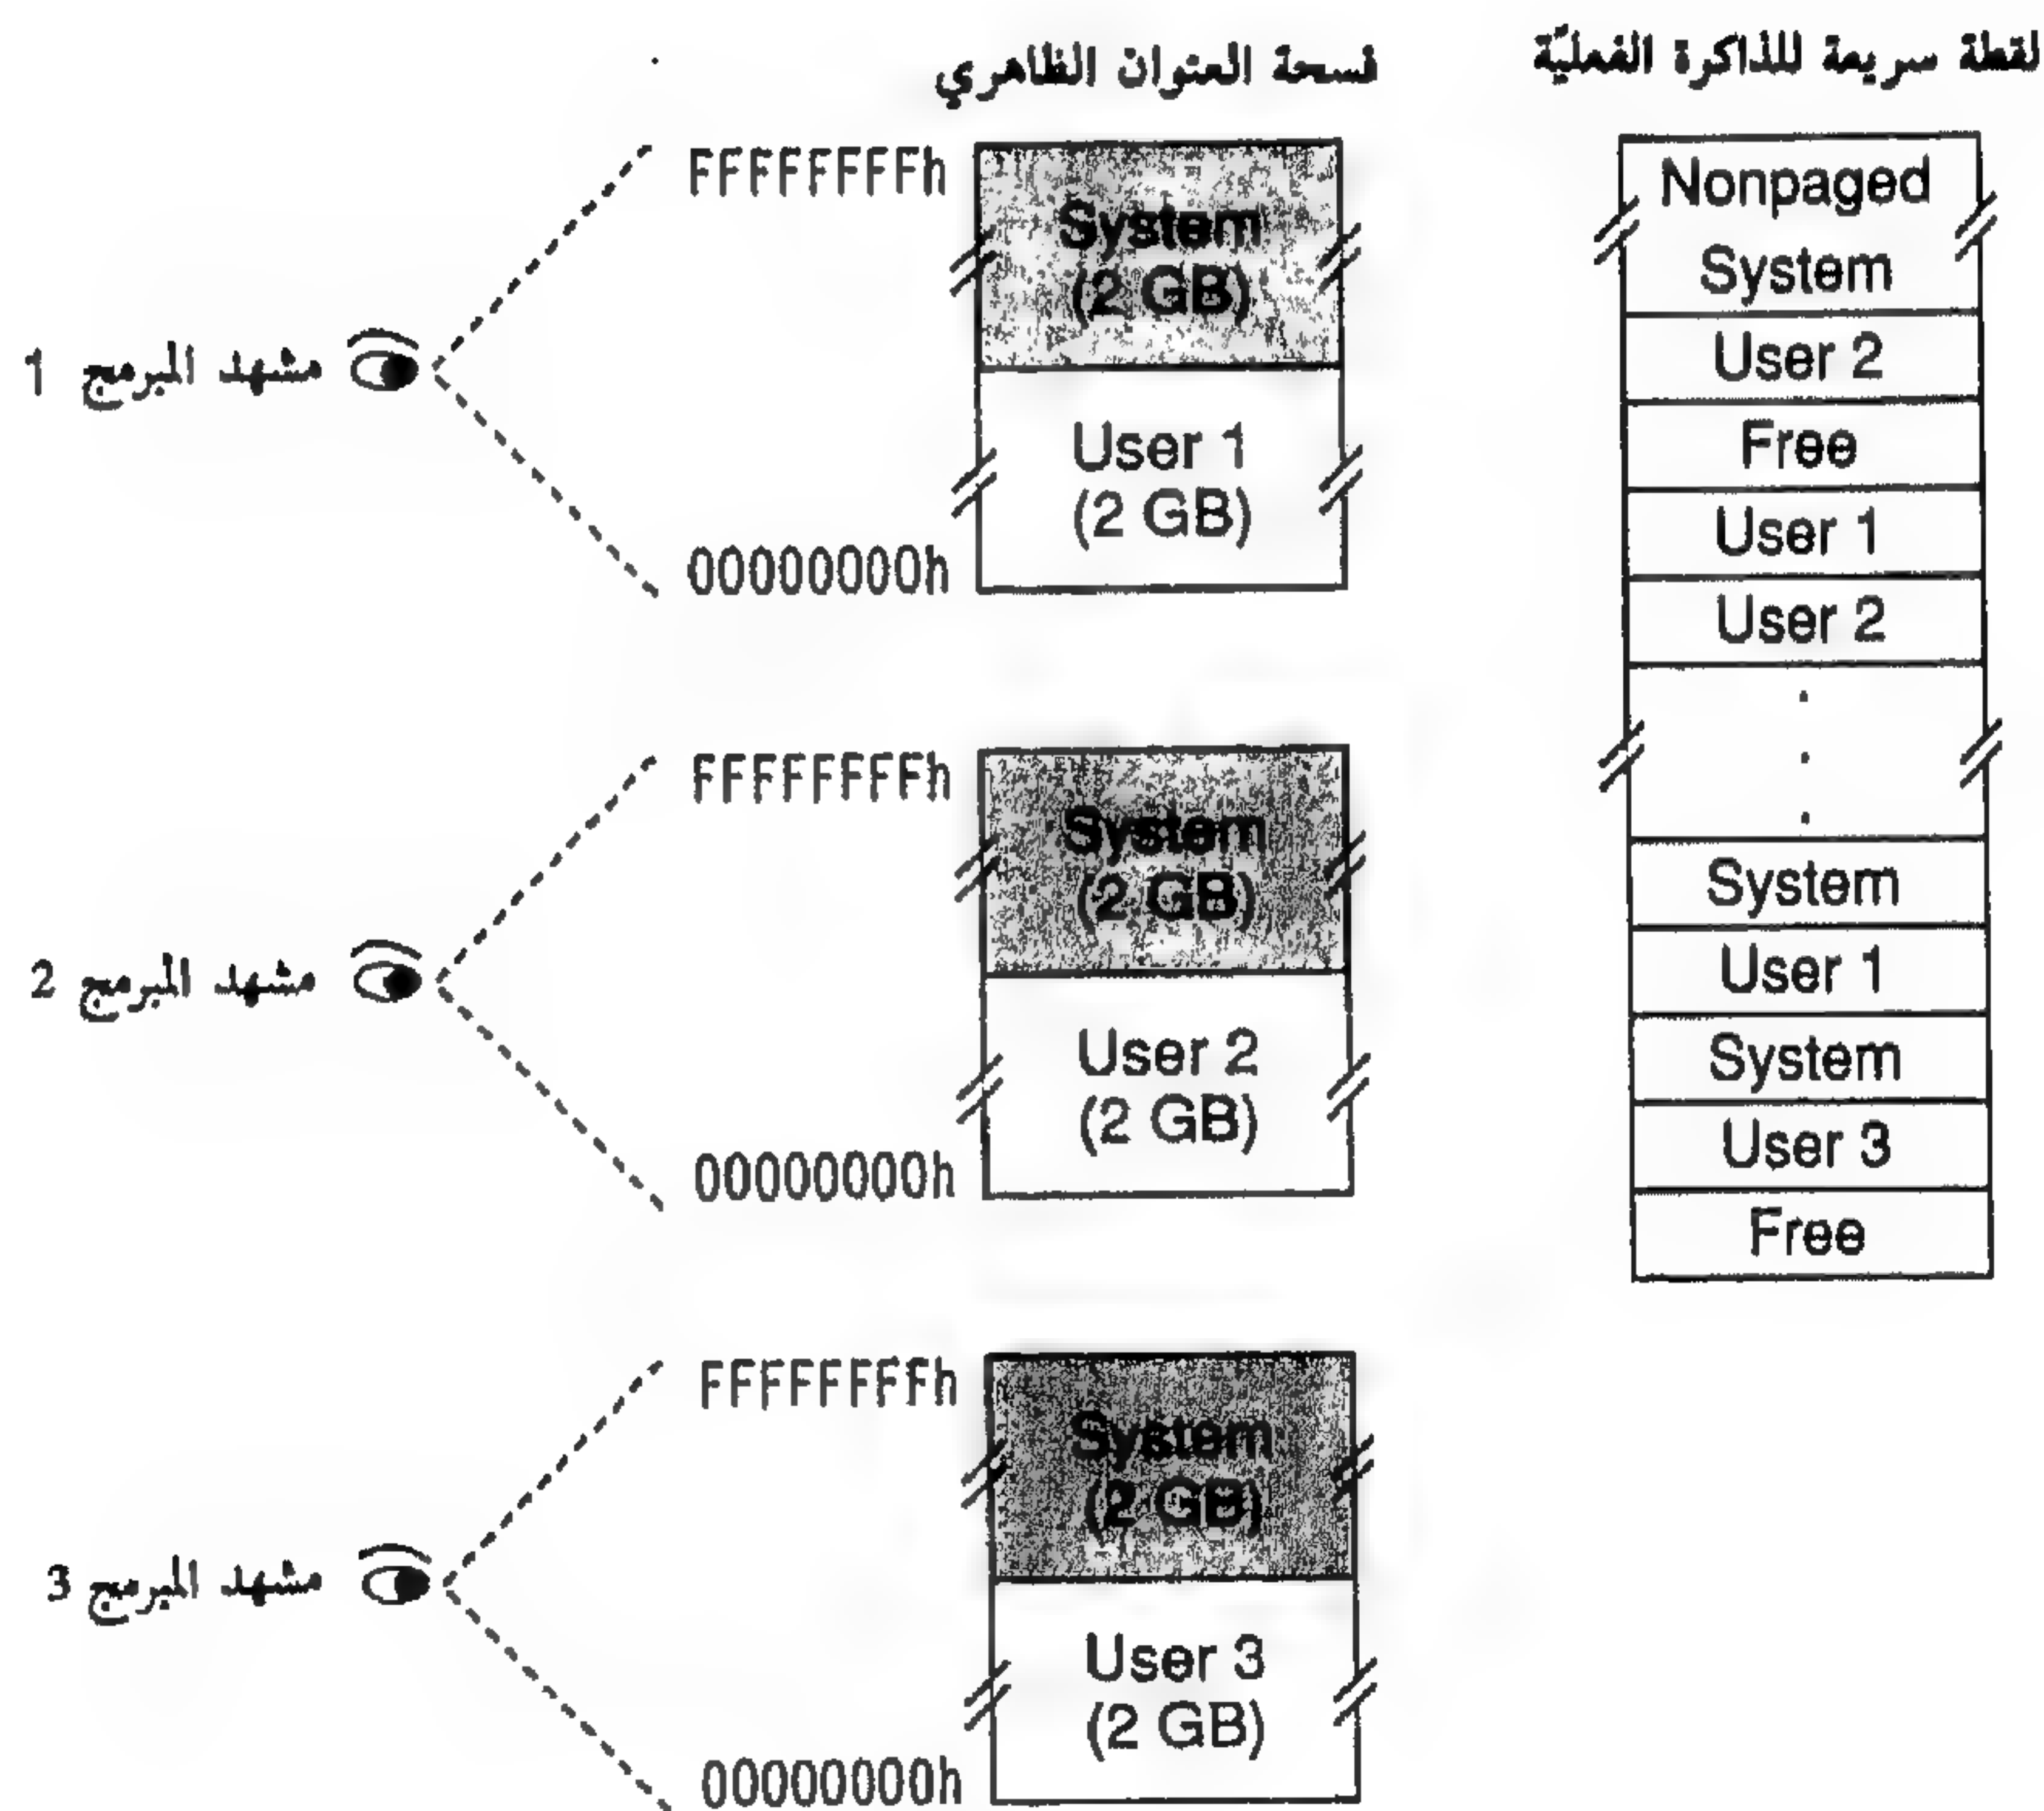 فسحة العنوان الظاهري
لقطة سريعة للذاكرة الفعليّة
مشهد المبرمج 1
FFFFFFFFh
System
(2 GB)
User 1
(2 GB)
00000000h
مشهد المبرمج 2
FFFFFFFFh
System
(2 GB)
User 2
(2 GB)
00000000h
مشهد المبرمج 3
FFFFFFFFh
System
(2 GB)
User 3
(2 GB)
00000000h
Nonpaged
System
User 2
Free
User 1
User 2
.
.
.
System
User 1
System
User 3
Free